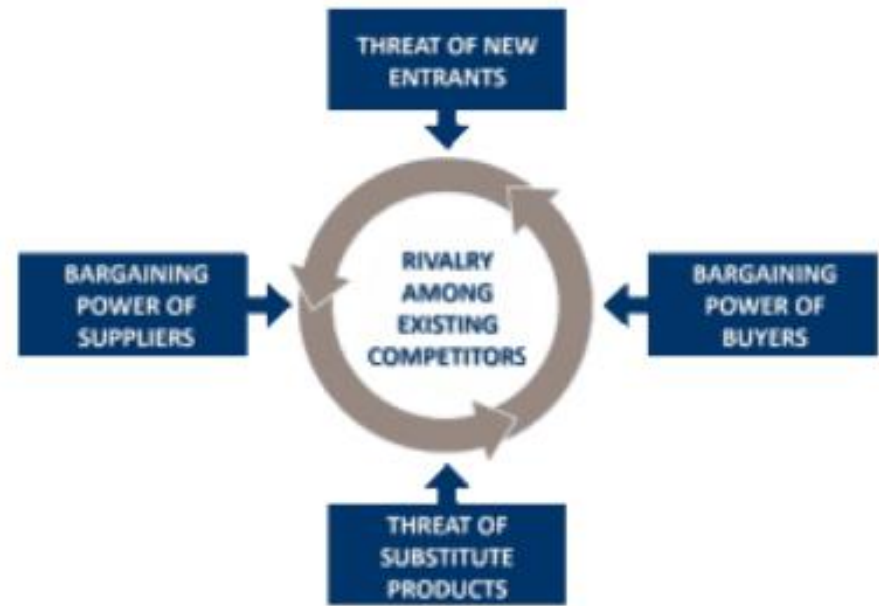 THREAT OF NEW
ENTRANTS
BARGAINING
POWER OF
SUPPLIERS
RIVALRY
AMONG
EXISTING
COMPETITORS
BARGAINING
POWER OF
BUYERS
THREAT OF
SUBSTITUTE
PRODUCTS